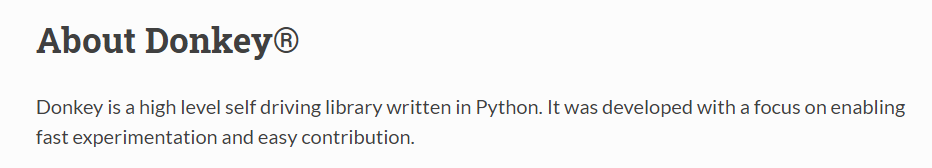 About Donkey®
Donkey is a high level self driving library written in Python. It was developed with a focus on enabling
fast experimentation and easy contribution.